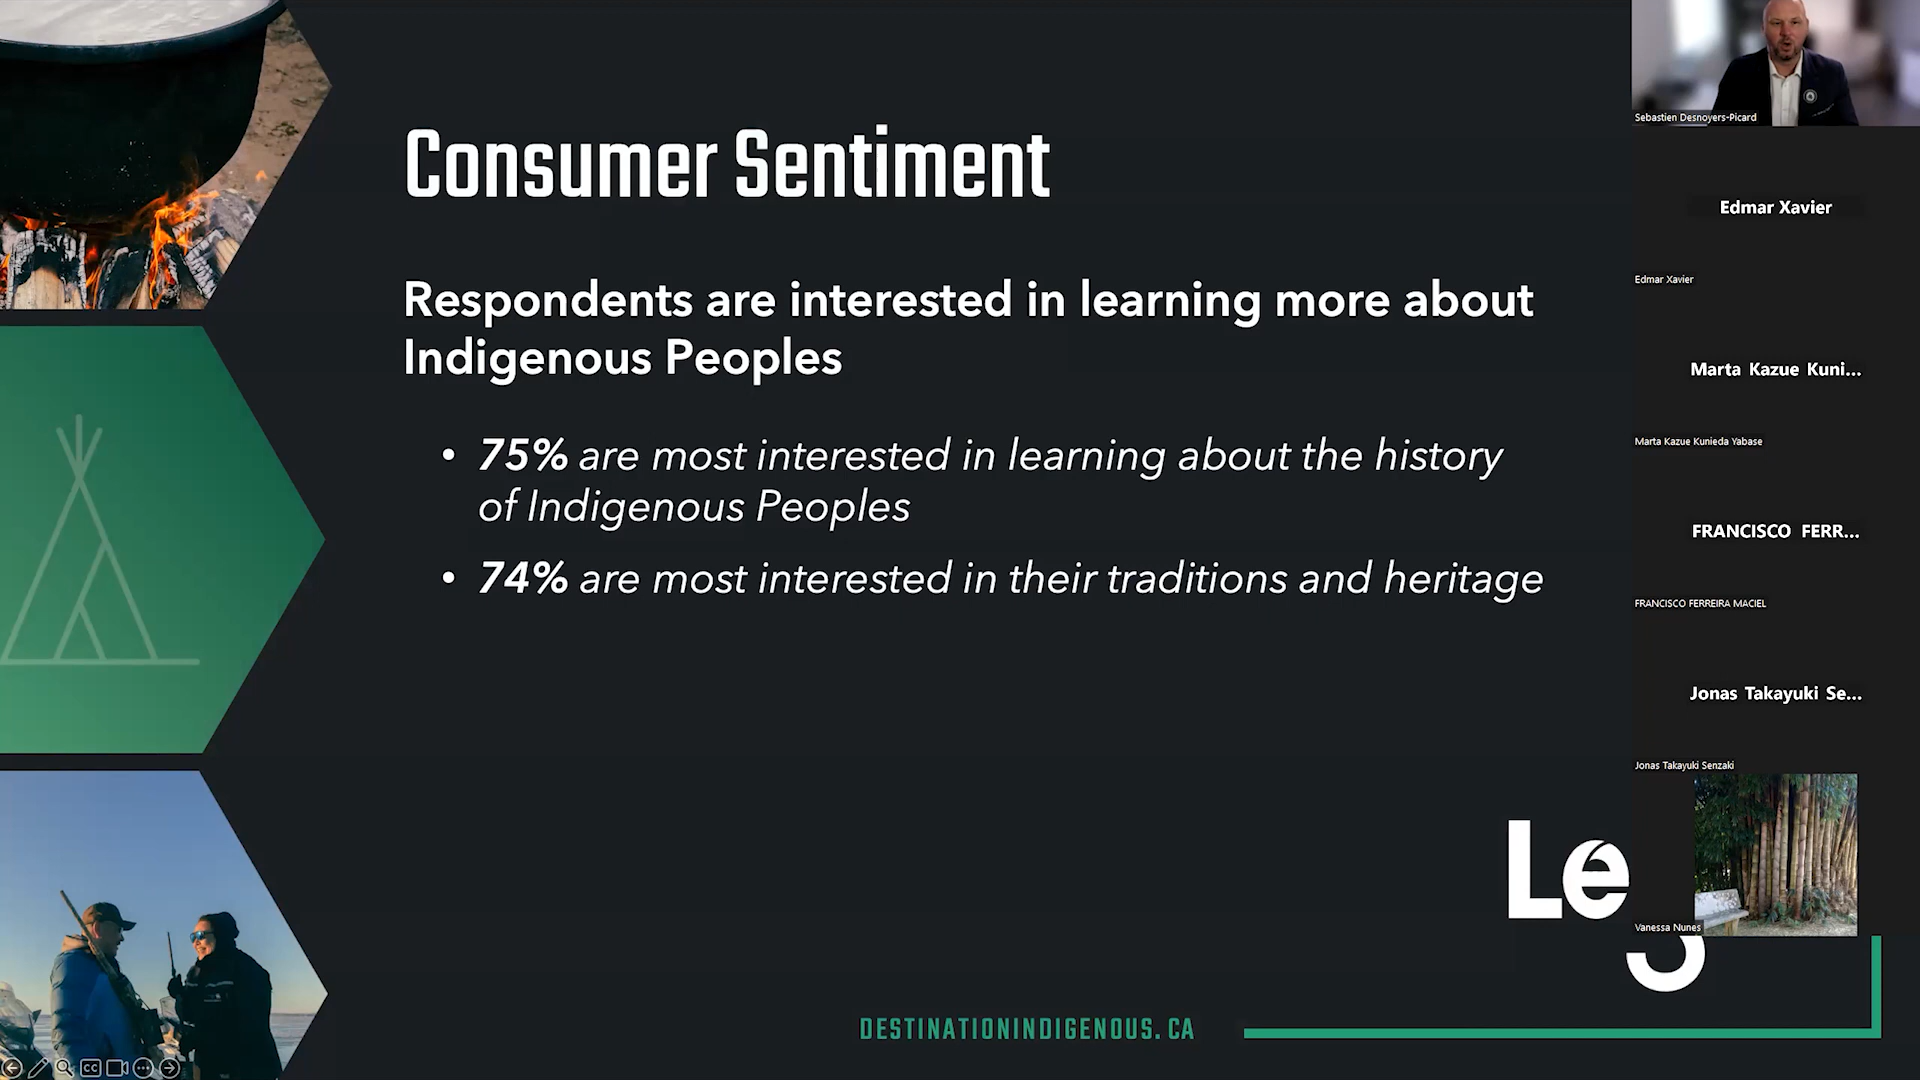 Consumer Sentiment
Respondents are interested in learning more about
Indigenous Peoples
• 75% are most interested in learning about the history
of Indigenous Peoples
• 74% are most interested in their traditions and heritage
Le
DESTINATIONINDIGENOUS.CA
CC
Sebastien Desnoyers-Picard
Edmar Xavier
Edmar Xavier
Marta Kazue Kuni...
Marta Kazue Kunieda Yabase
FRANCISCO FERR...
FRANCISCO FERREIRA MACIEL
Jonas Takayuki Se...
Jonas Takayuki Senzaki
Vanessa Nunes